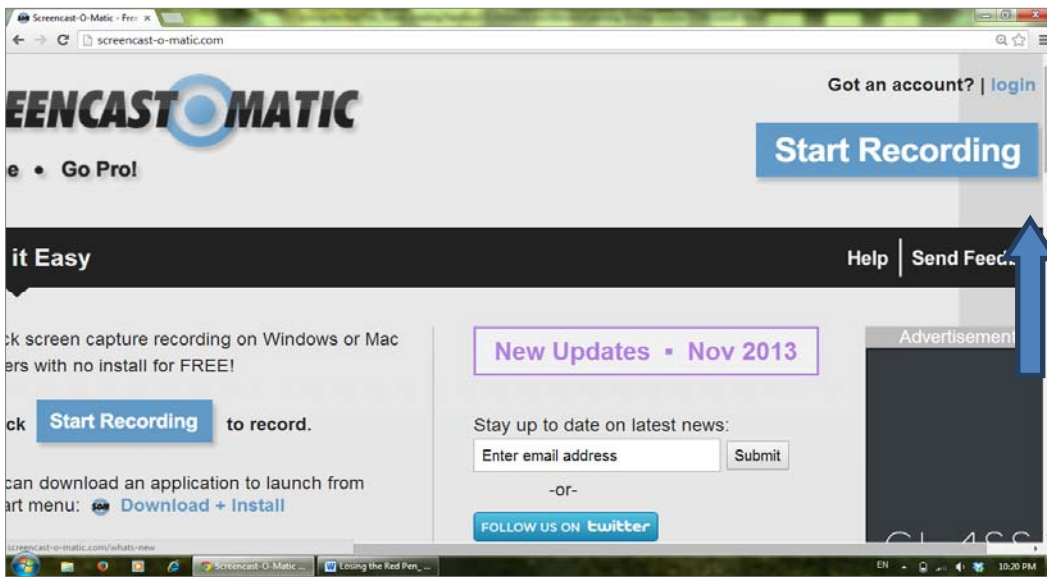 Screencast-O-Matic - Fre
screencast-o-matic.com
Got an account? | login
EENCAST MATIC
Start Recording
e • Go Pro!
it Easy
Help | Send Feed
ck screen capture recording on Windows or Mac
ers with no install for FREE!
New Updates ▪ Nov 2013
Advertisement
ck Start Recording to record.
Stay up to date on latest news:
Enter email address Submit
can download an application to launch from
art menu: SOM Download + Install
-or-
FOLLOW US ON twitter
screencast-o-matic.com/whats-new
Screencast-O-Matic ... Losing the Red Pen_ ... EN 10:20 PM